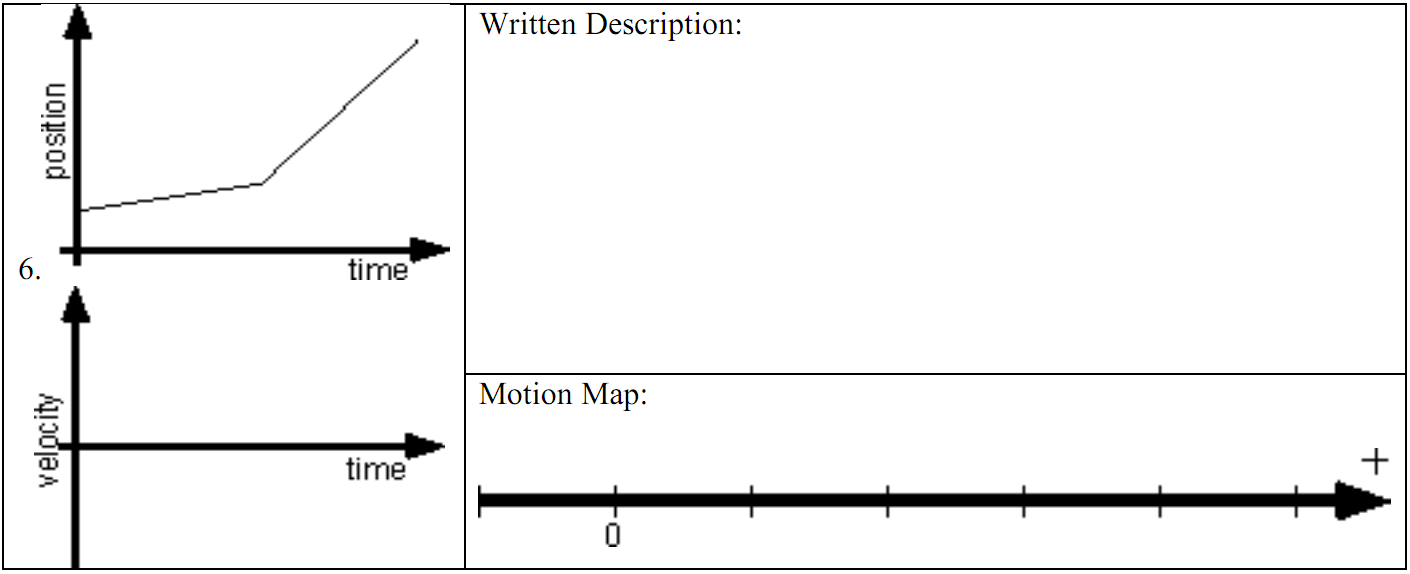 6.
position
time
velocity
time
Written Description:
Motion Map:
+
0